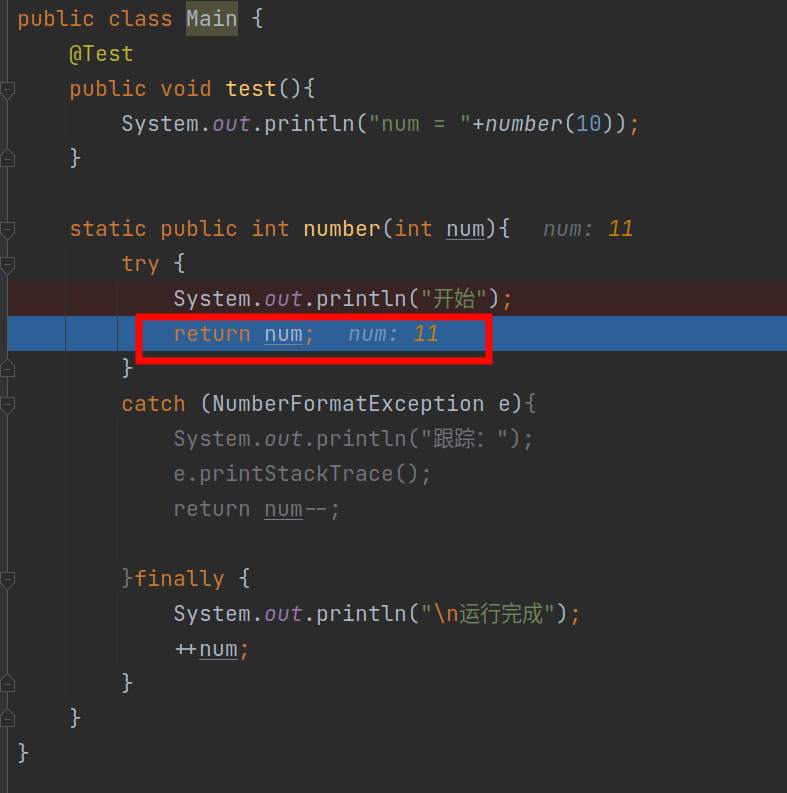 public class Main {
@Test
public void test(){
System.out.println("num = "+number(10));
}
static public int number(int num){ num: 11
try {
System.out.println("开始");
return num; num: 11
}
catch (NumberFormatException e){
System.out.println("跟踪：");
e.printStackTrace();
return num--;
}finally {
System.out.println("\n运行完成");
++num;
}
}
}